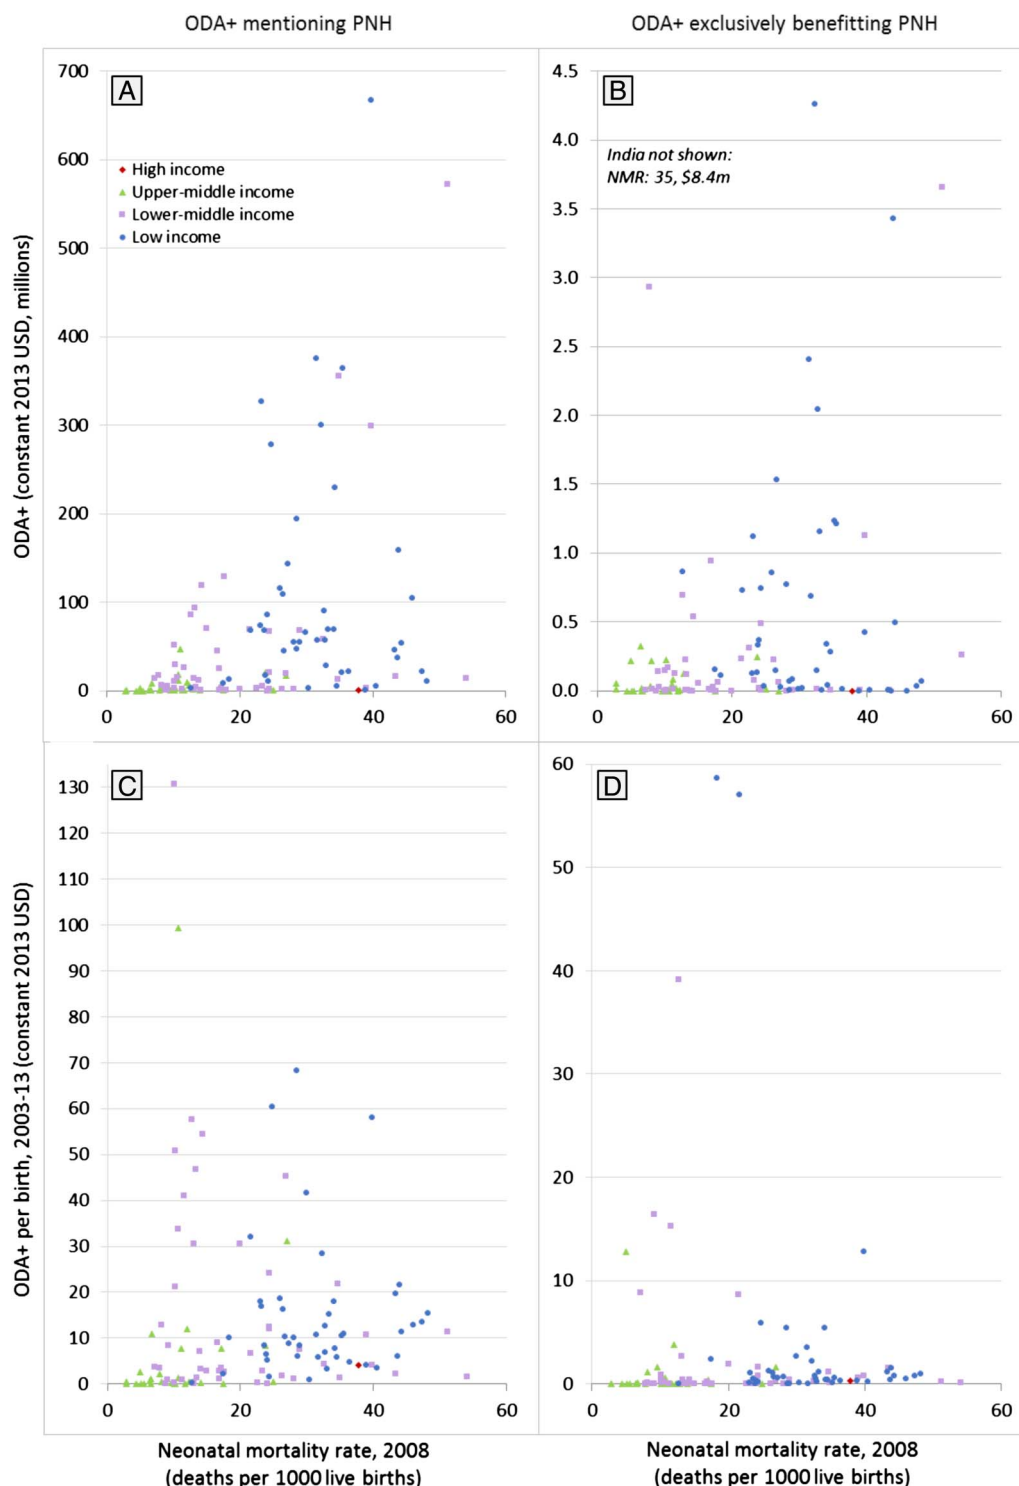 ODA+ mentioning PNH
ODA+ exclusively benefitting PNH
ODA+ (constant 2013 USD, millions)
A
700
600
500
400
300
200
100
0
0 20 40 60
High income
Upper-middle income
Lower-middle income
Low income
B
4.5
4.0
3.5
3.0
2.5
2.0
1.5
1.0
0.5
0.0
0 20 40 60
India not shown:
NMR: 35, $8.4m
ODA+ per birth, 2003-13 (constant 2013 USD)
C
130
120
110
100
90
80
70
60
50
40
30
20
10
0
0 20 40 60
Neonatal mortality rate, 2008
(deaths per 1000 live births)
D
60
50
40
30
20
10
0
0 20 40 60
Neonatal mortality rate, 2008
(deaths per 1000 live births)